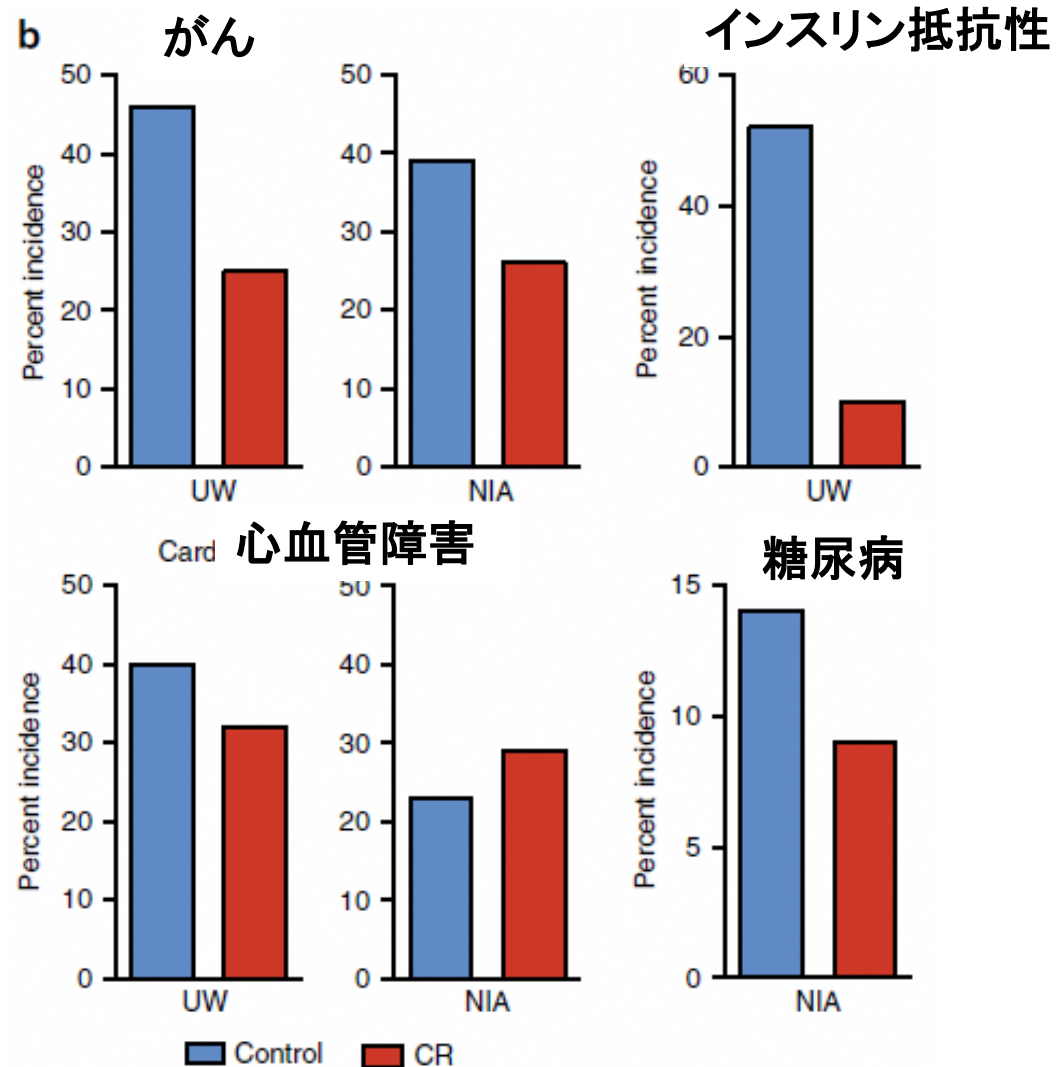 b
がん
インスリン抵抗性
50
40
30
20
10
0
Percent incidence
UW
50
40
30
20
10
0
NIA
60
40
20
0
Percent incidence
UW
Card 心血管障害
糖尿病
50
40
30
20
10
0
Percent incidence
UW
50
40
30
20
10
0
NIA
15
10
5
0
Percent incidence
NIA
Control
CR